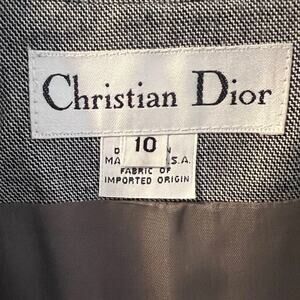 Christian Dior
10
S.A.
FABRIC OF
IMPORTED ORIGIN